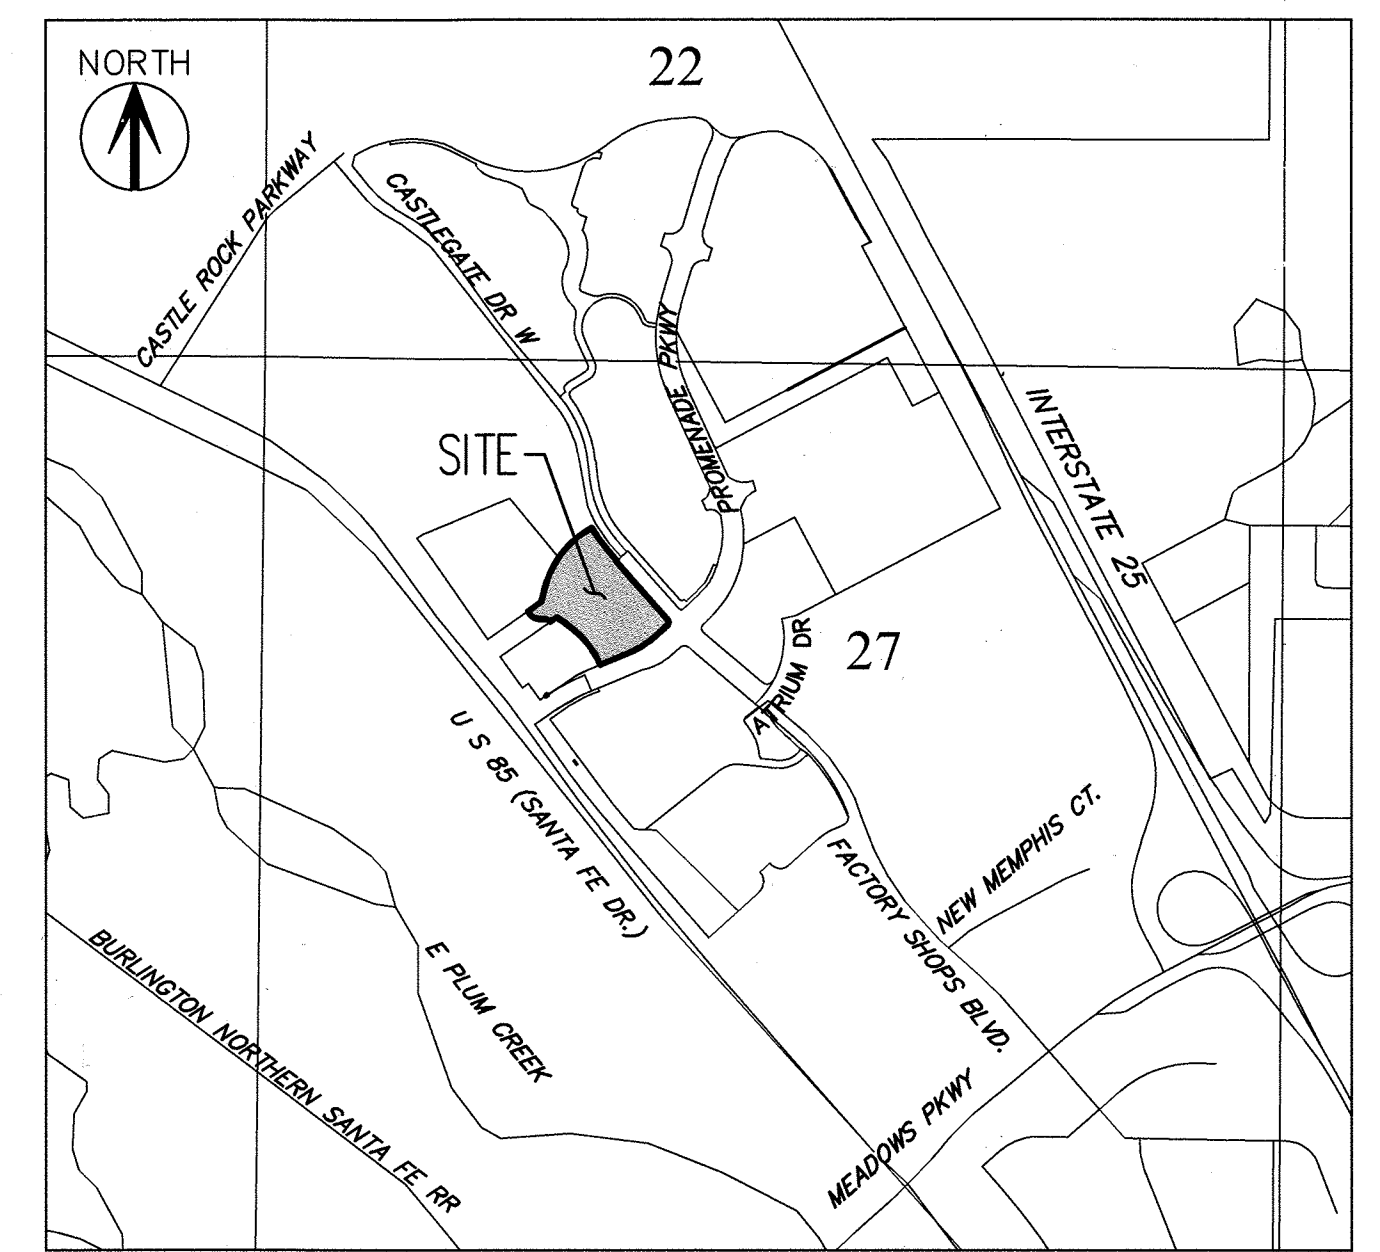 22
NORTH
CASTLE ROCK PARKWAY
CASTLEGATE DR W
PROMENADE PKWY
INTERSTATE 25
SITE
27
ATRIUM DR
U S 85 (SANTA FE DR.)
NEW MEMPHIS CT.
FACTORY SHOPS BLVD.
E PLUM CREEK
BURLINGTON NORTHERN SANTA FE RR
MEADOWS PKWY